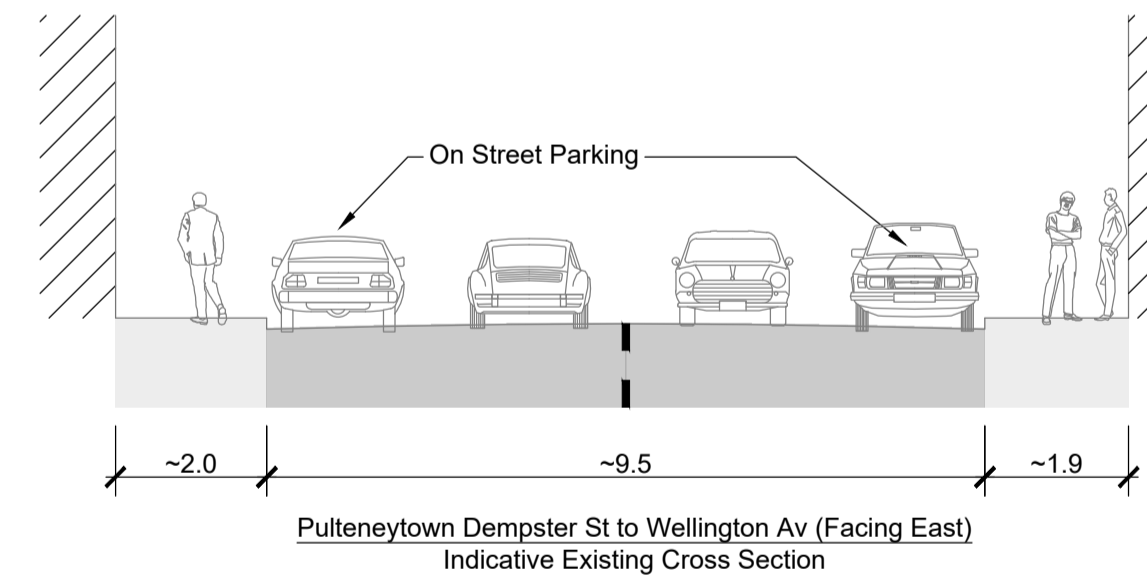 On Street Parking
~2.0
~9.5
~1.9
Pulteneytown Dempster St to Wellington Av (Facing East)
Indicative Existing Cross Section